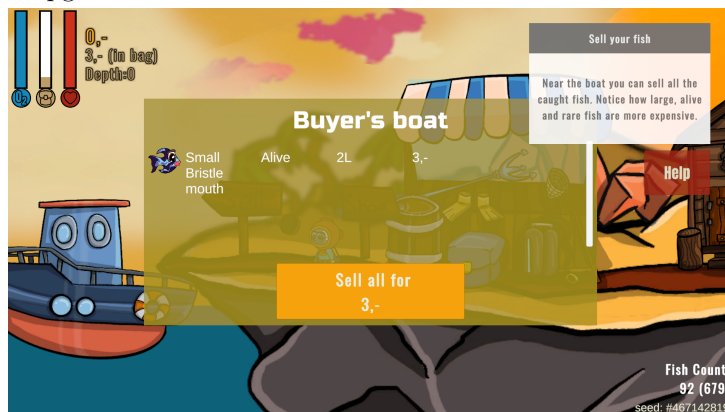 0,-
3,- (in bag)
Depth:0
O2
Sell your fish
Near the boat you can sell all the
caught fish. Notice how large, alive
and rare fish are more expensive.
Buyer's boat
Small Alive 2L 3,-
Bristle
mouth
Help
Sell all for
3,-
Fish Count
92 (679
seed: #46714281